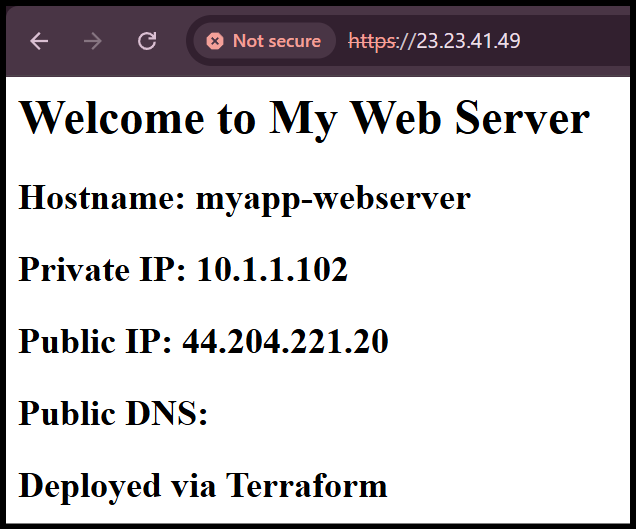 Not secure https://23.23.41.49
Welcome to My Web Server
Hostname: myapp-webserver
Private IP: 10.1.1.102
Public IP: 44.204.221.20
Public DNS:
Deployed via Terraform